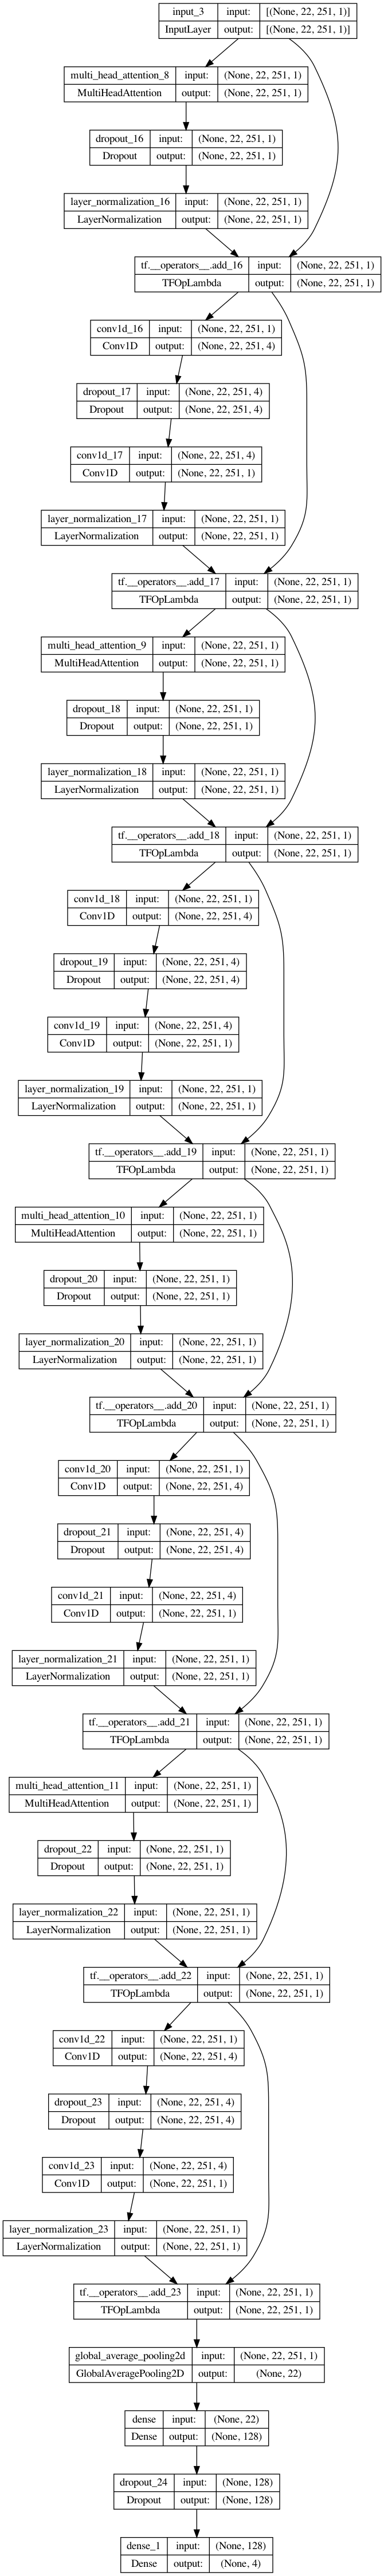 input_3 input: [(None, 22, 251, 1)]
InputLayer output: [(None, 22, 251, 1)]
multi_head_attention_8 input: (None, 22, 251, 1)
MultiHeadAttention output: (None, 22, 251, 1)
dropout_16 input: (None, 22, 251, 1)
Dropout output: (None, 22, 251, 1)
layer_normalization_16 input: (None, 22, 251, 1)
LayerNormalization output: (None, 22, 251, 1)
tf.__operators__.add_16 input: (None, 22, 251, 1)
TFOpLambda output: (None, 22, 251, 1)
conv1d_16 input: (None, 22, 251, 1)
Conv1D output: (None, 22, 251, 4)
dropout_17 input: (None, 22, 251, 4)
Dropout output: (None, 22, 251, 4)
conv1d_17 input: (None, 22, 251, 4)
Conv1D output: (None, 22, 251, 1)
layer_normalization_17 input: (None, 22, 251, 1)
LayerNormalization output: (None, 22, 251, 1)
tf.__operators__.add_17 input: (None, 22, 251, 1)
TFOpLambda output: (None, 22, 251, 1)
multi_head_attention_9 input: (None, 22, 251, 1)
MultiHeadAttention output: (None, 22, 251, 1)
dropout_18 input: (None, 22, 251, 1)
Dropout output: (None, 22, 251, 1)
layer_normalization_18 input: (None, 22, 251, 1)
LayerNormalization output: (None, 22, 251, 1)
tf.__operators__.add_18 input: (None, 22, 251, 1)
TFOpLambda output: (None, 22, 251, 1)
conv1d_18 input: (None, 22, 251, 1)
Conv1D output: (None, 22, 251, 4)
dropout_19 input: (None, 22, 251, 4)
Dropout output: (None, 22, 251, 4)
conv1d_19 input: (None, 22, 251, 4)
Conv1D output: (None, 22, 251, 1)
layer_normalization_19 input: (None, 22, 251, 1)
LayerNormalization output: (None, 22, 251, 1)
tf.__operators__.add_19 input: (None, 22, 251, 1)
TFOpLambda output: (None, 22, 251, 1)
multi_head_attention_10 input: (None, 22, 251, 1)
MultiHeadAttention output: (None, 22, 251, 1)
dropout_20 input: (None, 22, 251, 1)
Dropout output: (None, 22, 251, 1)
layer_normalization_20 input: (None, 22, 251, 1)
LayerNormalization output: (None, 22, 251, 1)
tf.__operators__.add_20 input: (None, 22, 251, 1)
TFOpLambda output: (None, 22, 251, 1)
conv1d_20 input: (None, 22, 251, 1)
Conv1D output: (None, 22, 251, 4)
dropout_21 input: (None, 22, 251, 4)
Dropout output: (None, 22, 251, 4)
conv1d_21 input: (None, 22, 251, 4)
Conv1D output: (None, 22, 251, 1)
layer_normalization_21 input: (None, 22, 251, 1)
LayerNormalization output: (None, 22, 251, 1)
tf.__operators__.add_21 input: (None, 22, 251, 1)
TFOpLambda output: (None, 22, 251, 1)
multi_head_attention_11 input: (None, 22, 251, 1)
MultiHeadAttention output: (None, 22, 251, 1)
dropout_22 input: (None, 22, 251, 1)
Dropout output: (None, 22, 251, 1)
layer_normalization_22 input: (None, 22, 251, 1)
LayerNormalization output: (None, 22, 251, 1)
tf.__operators__.add_22 input: (None, 22, 251, 1)
TFOpLambda output: (None, 22, 251, 1)
conv1d_22 input: (None, 22, 251, 1)
Conv1D output: (None, 22, 251, 4)
dropout_23 input: (None, 22, 251, 4)
Dropout output: (None, 22, 251, 4)
conv1d_23 input: (None, 22, 251, 4)
Conv1D output: (None, 22, 251, 1)
layer_normalization_23 input: (None, 22, 251, 1)
LayerNormalization output: (None, 22, 251, 1)
tf.__operators__.add_23 input: (None, 22, 251, 1)
TFOpLambda output: (None, 22, 251, 1)
global_average_pooling2d input: (None, 22, 251, 1)
GlobalAveragePooling2D output: (None, 22)
dense input: (None, 22)
Dense output: (None, 128)
dropout_24 input: (None, 128)
Dropout output: (None, 128)
dense_1 input: (None, 128)
Dense output: (None, 4)